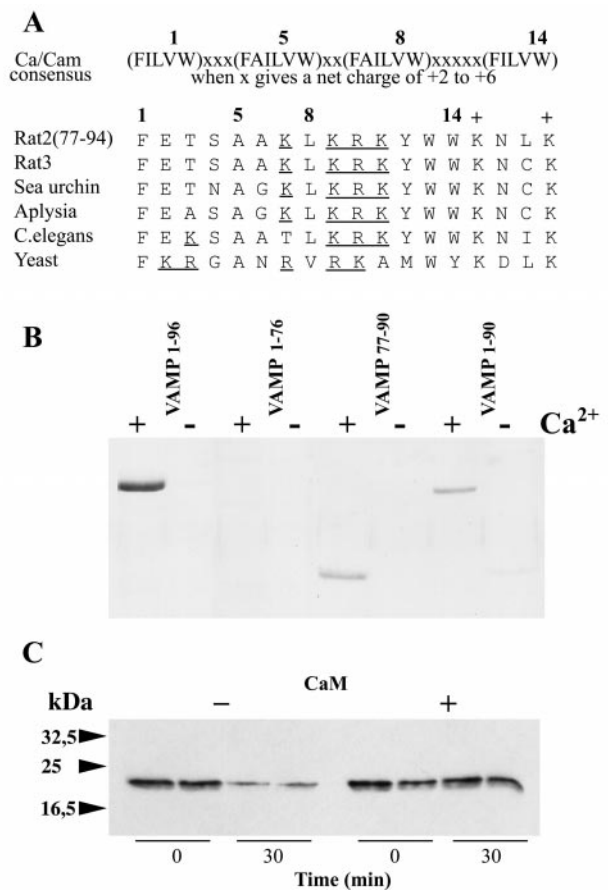 A
1 5 8 14
Ca/Cam consensus (FILVW)xxx(FAILVW)xx(FAILVW)xxxxx(FILVW)
when x gives a net charge of +2 to +6
1 5 8 14 + +
Rat2(77-94) F E T S A A K L K R K Y W W K N L K
Rat3 F E T S A A K L K R K Y W W K N C K
Sea urchin F E T N A G K L K R K Y W W K N C K
Aplysia F E A S A G K L K R K Y W W K N C K
C.elegans F E K S A A T L K R K Y W W K N I K
Yeast F K R G A N R V R K A M W Y K D L K
B
VAMP 1-96 VAMP 1-76 VAMP 77-90 VAMP 1-90
+ - + - + - + - Ca2+
C
CaM
kDa − +
32,5
25
16,5
0 30 0 30
Time (min)